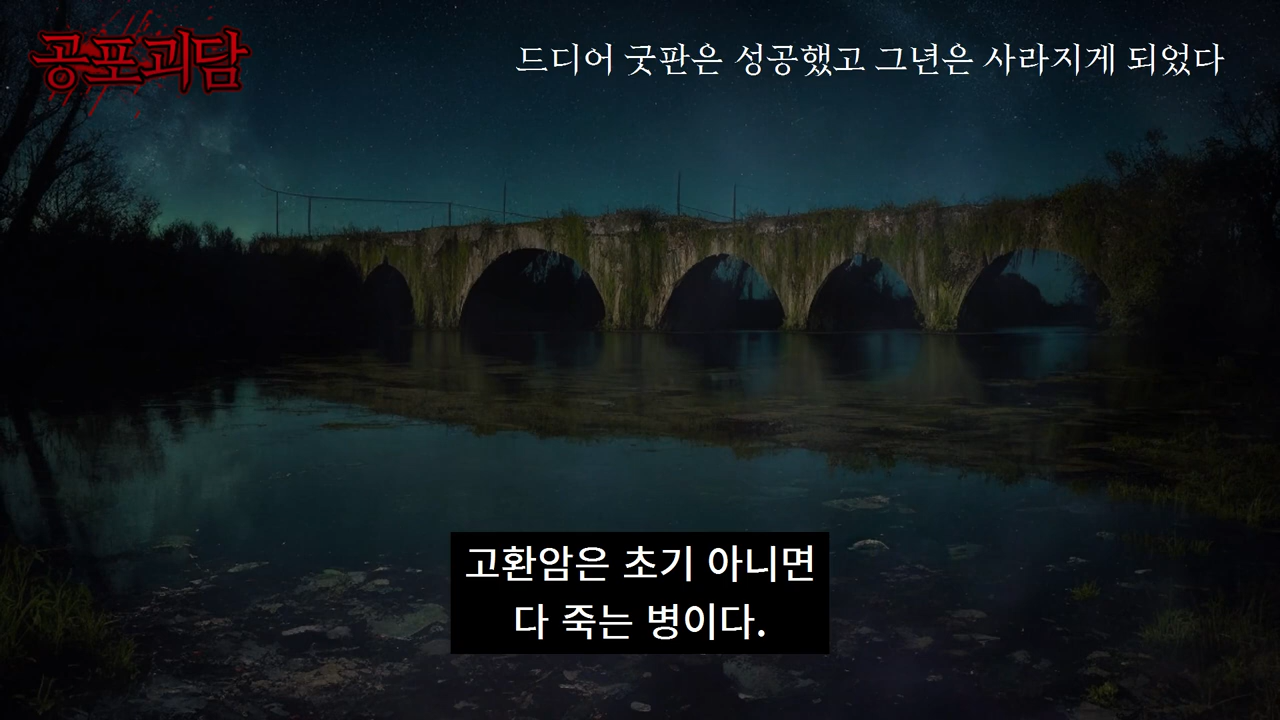 공포괴담
드디어 굿판은 성공했고 그년은 사라지게 되었다
고환암은 초기 아니면
다 죽는 병이다.